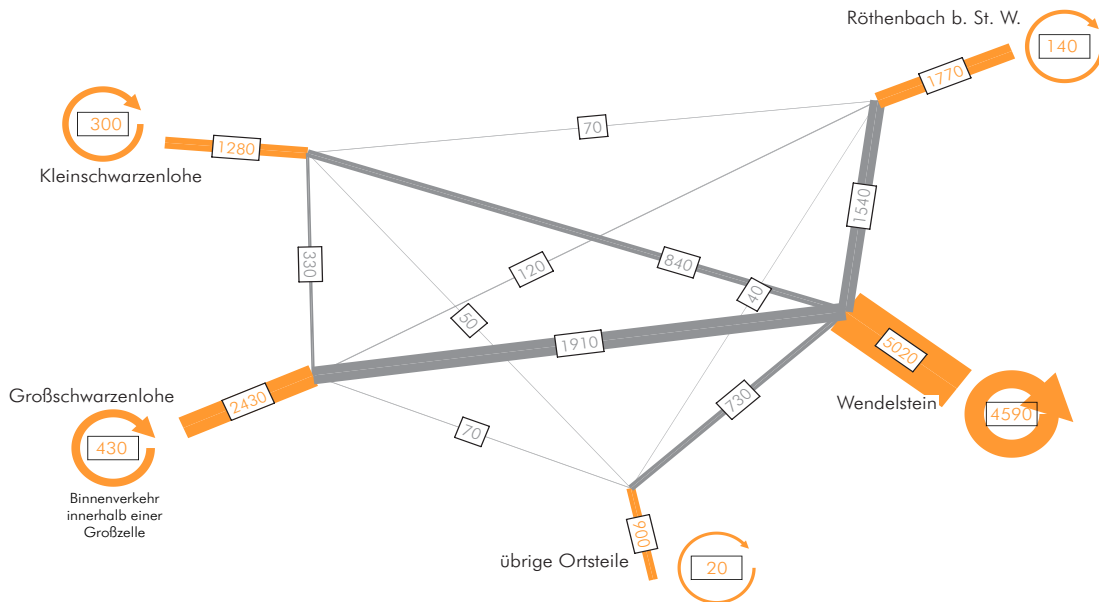 Röthenbach b. St. W.
140
1770
300
1280
70
Kleinschwarzenlohe
1540
330
840
120
40
50
1910
5020
Großschwarzenlohe
2430
730
Wendelstein
4590
430
70
Binnenverkehr
innerhalb einer
Großzelle
900
übrige Ortsteile
20